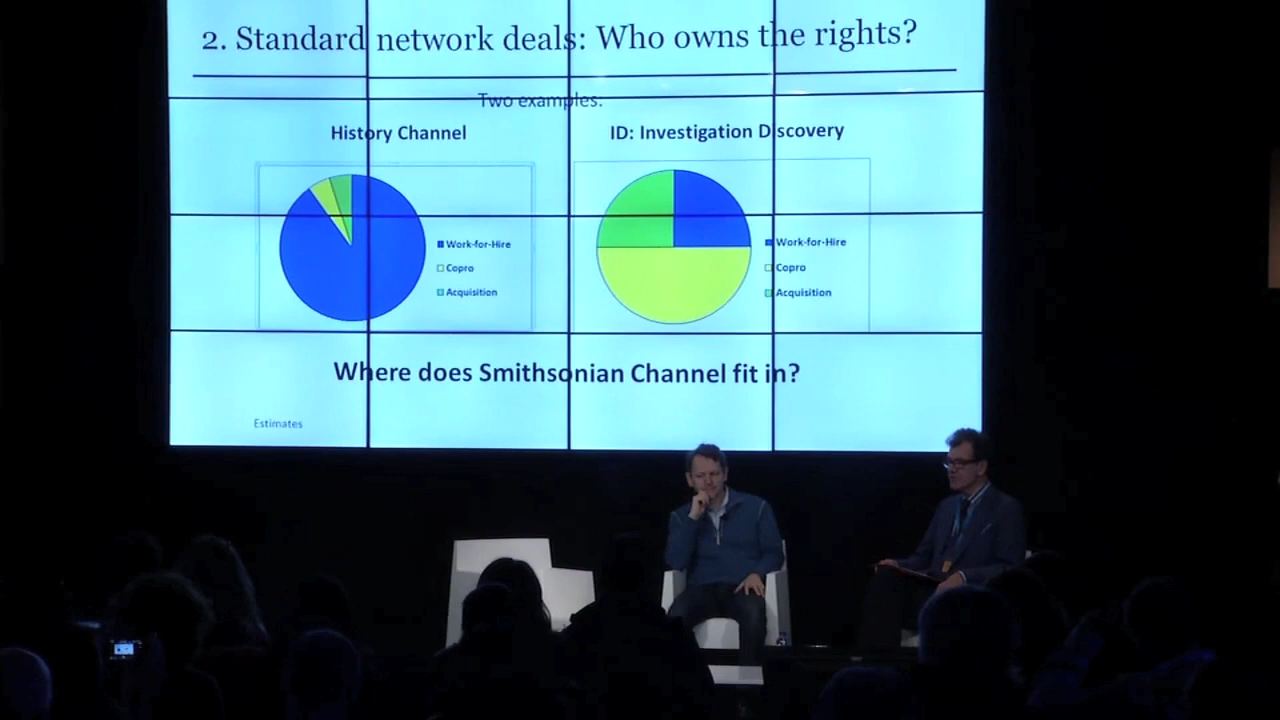 2. Standard network deals: Who owns the rights?
Two examples:
History Channel
Work-for-Hire
Copro
Acquisition
ID: Investigation Discovery
Work-for-Hire
Copro
Acquisition
Where does Smithsonian Channel fit in?
Estimates